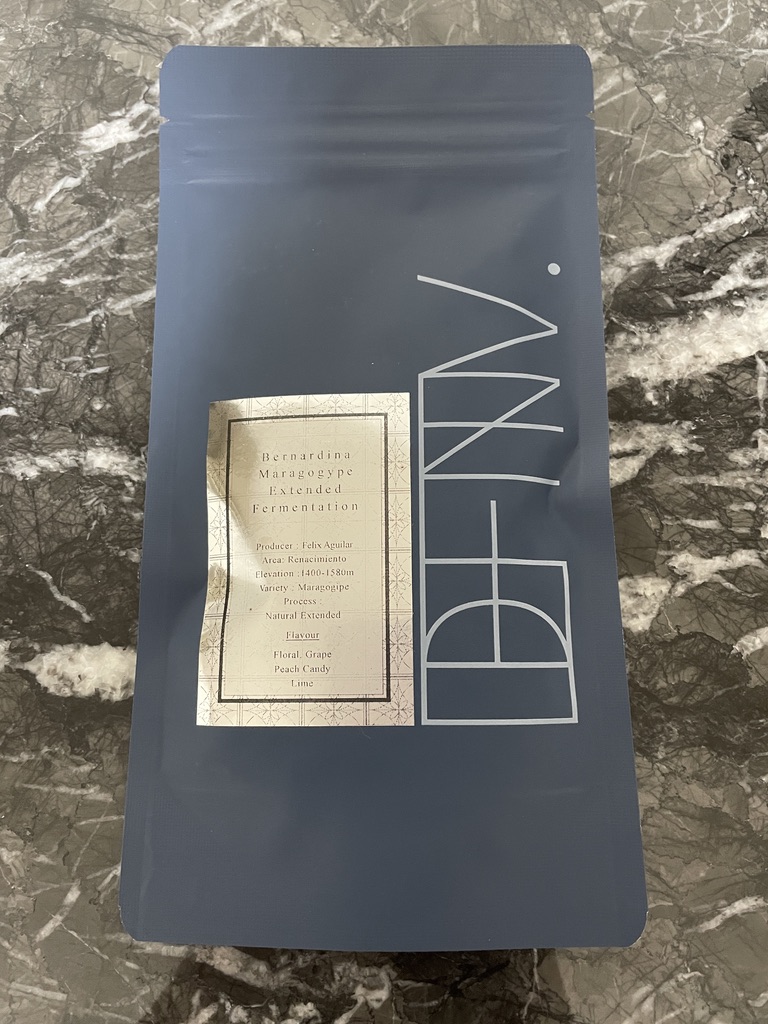 Bernardina
Maragogype
Extended
Fermentation
Producer : Felix Aguilar
Area: Renacimiento
Elevation :1400-1580m
Variety : Maragogipe
Process :
Natural Extended
Flavour
Floral, Grape
Peach Candy
Lime